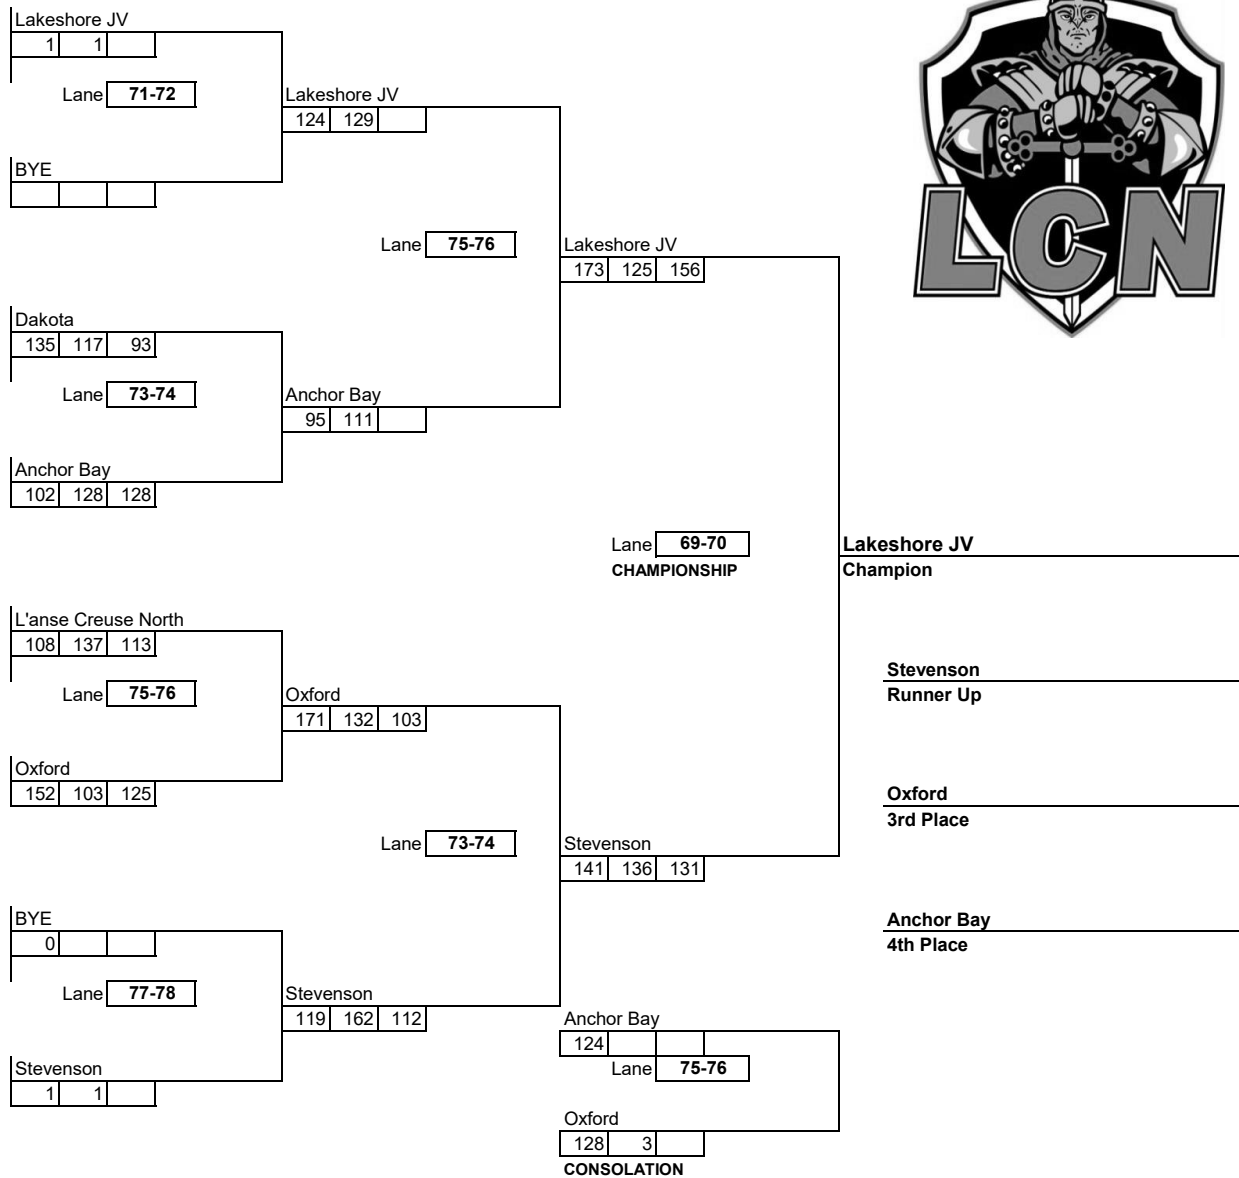 Lakeshore JV
1 1
Lane 71-72
Lakeshore JV
124 129
BYE
Lane 75-76
Lakeshore JV
173 125 156
Dakota
135 117 93
Lane 73-74
Anchor Bay
95 111
Anchor Bay
102 128 128
LCN
Lane 69-70
CHAMPIONSHIP
Lakeshore JV
Champion
L'anse Creuse North
108 137 113
Lane 75-76
Oxford
171 132 103
Oxford
152 103 125
Stevenson
Runner Up
Oxford
3rd Place
Lane 73-74
Stevenson
141 136 131
BYE
0
Lane 77-78
Stevenson
119 162 112
Stevenson
1 1
Anchor Bay
4th Place
Anchor Bay
124
Lane 75-76
Oxford
128 3
CONSOLATION